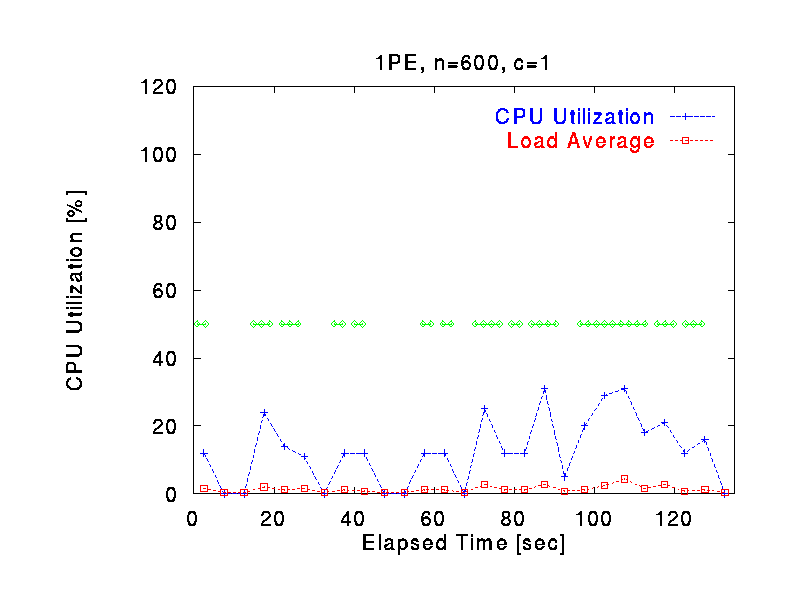 1PE, n=600, c=1
120
100
80
60
40
20
0
CPU Utilization [%]
CPU Utilization
Load Average
0 20 40 60 80 100 120
Elapsed Time [sec]